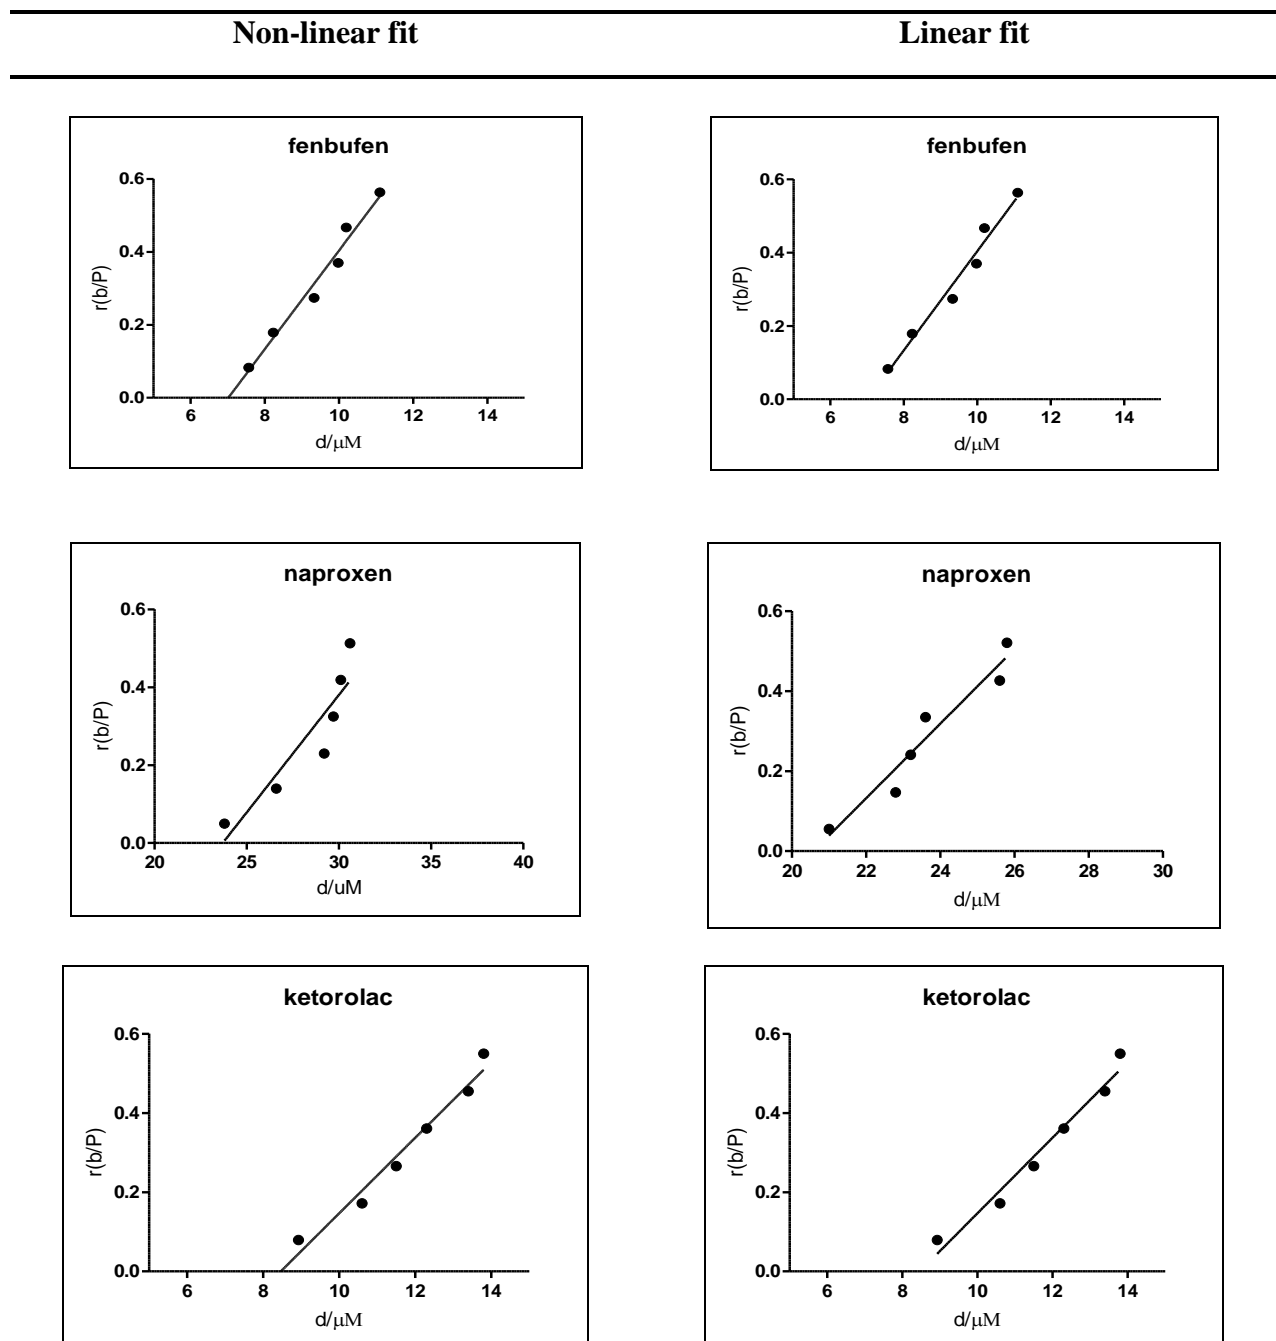 Non-linear fit Linear fit
fenbufen
0.6
0.4
0.2
0.0
r(b/P)
6 8 10 12 14
d/μM
fenbufen
0.6
0.4
0.2
0.0
r(b/P)
6 8 10 12 14
d/μM
naproxen
0.6
0.4
0.2
0.0
r(b/P)
20 25 30 35 40
d/uM
naproxen
0.6
0.4
0.2
0.0
r(b/P)
20 22 24 26 28 30
d/μM
ketorolac
0.6
0.4
0.2
0.0
r(b/P)
6 8 10 12 14
d/μM
ketorolac
0.6
0.4
0.2
0.0
r(b/P)
6 8 10 12 14
d/μM